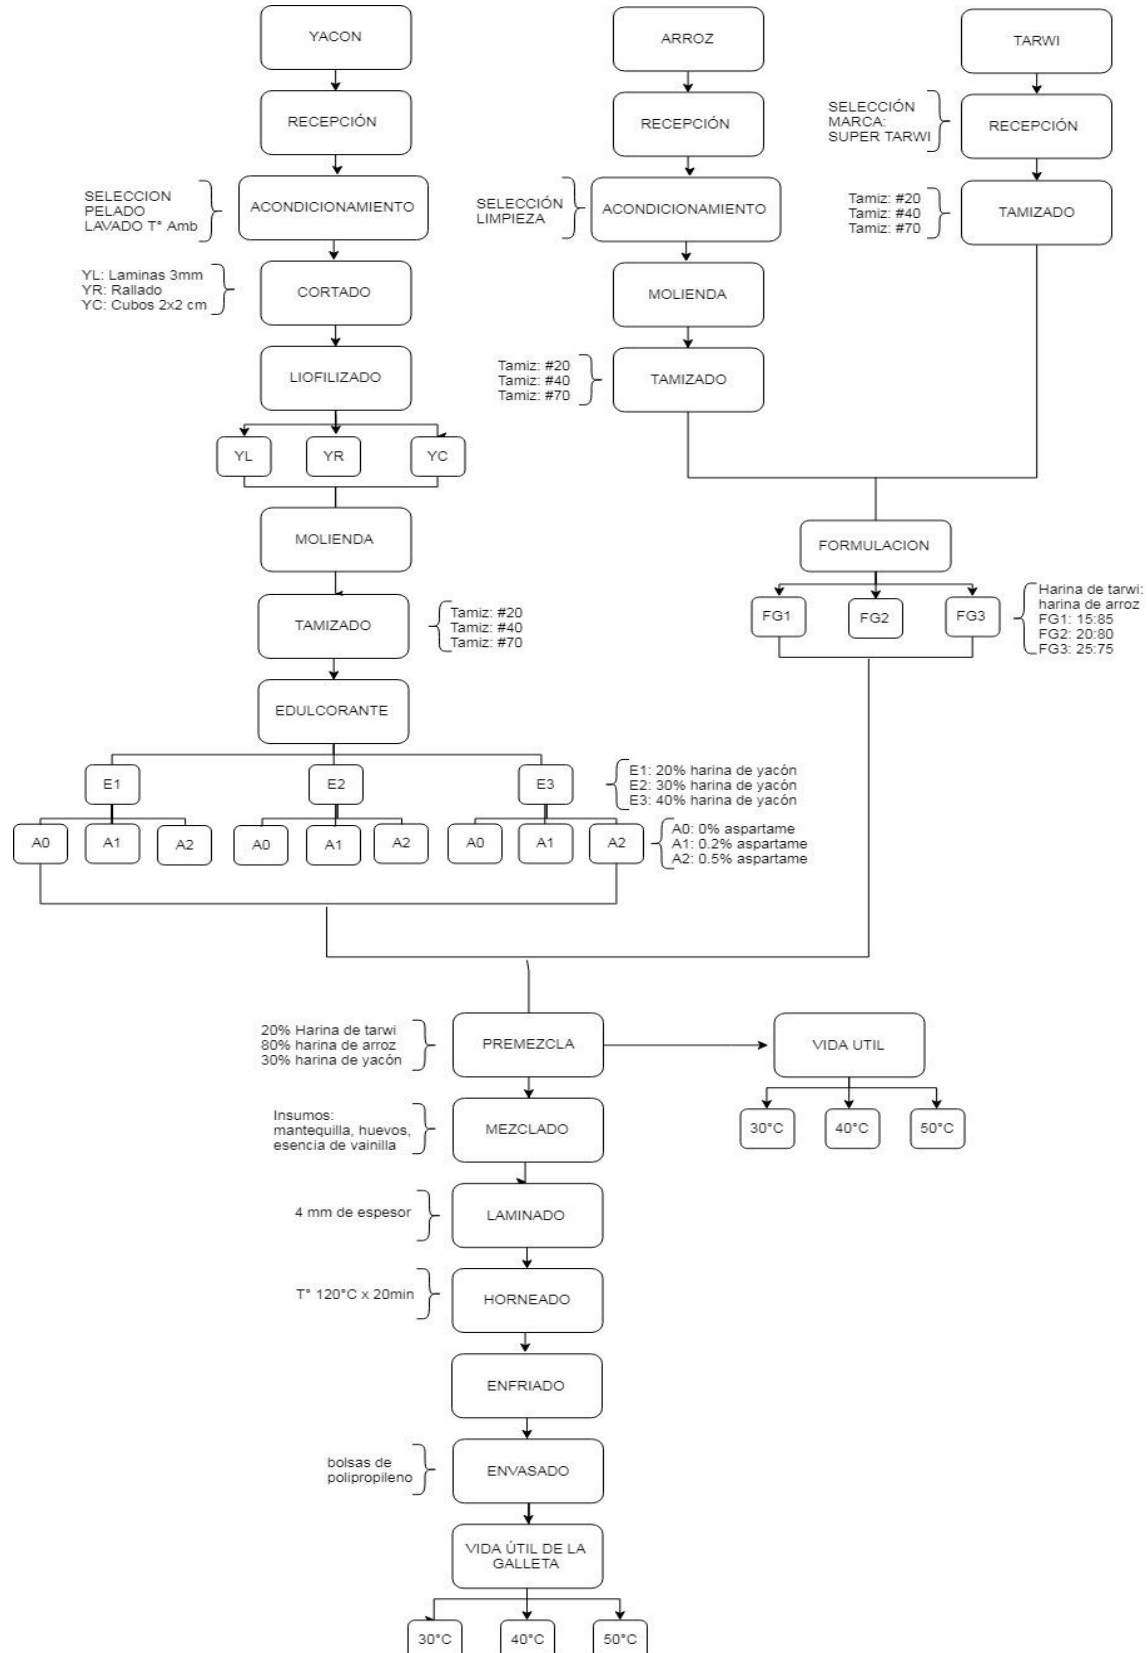 YACON
ARROZ
TARWI
RECEPCIÓN
RECEPCIÓN
SELECCIÓN
MARCA:
SUPER TARWI
RECEPCIÓN
SELECCION
PELADO
LAVADO T° Amb
ACONDICIONAMIENTO
SELECCIÓN
LIMPIEZA
ACONDICIONAMIENTO
Tamiz: #20
Tamiz: #40
Tamiz: #70
TAMIZADO
YL: Laminas 3mm
YR: Rallado
YC: Cubos 2x2 cm
CORTADO
MOLIENDA
LIOFILIZADO
Tamiz: #20
Tamiz: #40
Tamiz: #70
TAMIZADO
YL
YR
YC
MOLIENDA
FORMULACION
TAMIZADO
Tamiz: #20
Tamiz: #40
Tamiz: #70
FG1
FG2
FG3
Harina de tarwi:
harina de arroz
FG1: 15:85
FG2: 20:80
FG3: 25:75
EDULCORANTE
E1
E2
E3
E1: 20% harina de yacón
E2: 30% harina de yacón
E3: 40% harina de yacón
A0
A1
A2
A0
A1
A2
A0
A1
A2
A0: 0% aspartame
A1: 0.2% aspartame
A2: 0.5% aspartame
20% Harina de tarwi
80% harina de arroz
30% harina de yacón
PREMEZCLA
VIDA UTIL
30°C
40°C
50°C
Insumos:
mantequilla, huevos,
esencia de vainilla
MEZCLADO
4 mm de espesor
LAMINADO
T° 120°C x 20min
HORNEADO
ENFRIADO
bolsas de
polipropileno
ENVASADO
VIDA ÚTIL DE LA
GALLETA
30°C
40°C
50°C